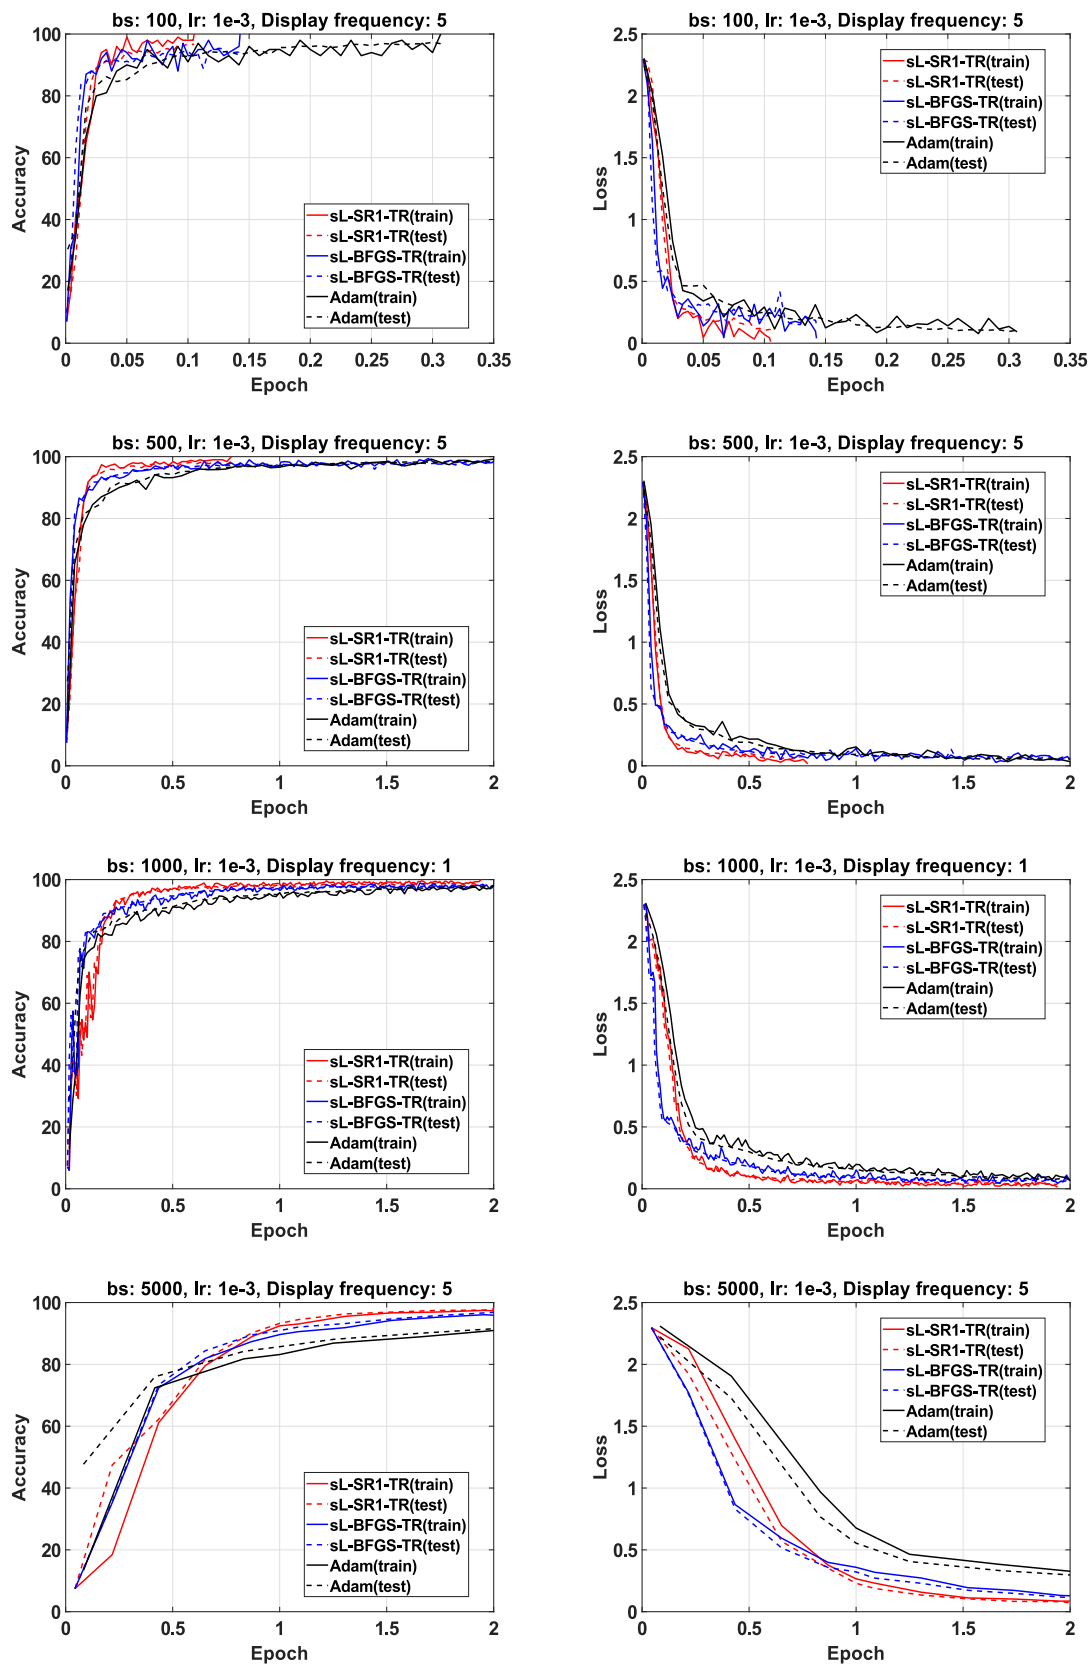 bs: 100, lr: 1e-3, Display frequency: 5
100
80
60
40
20
0
Accuracy
sL-SR1-TR(train)
sL-SR1-TR(test)
sL-BFGS-TR(train)
sL-BFGS-TR(test)
Adam(train)
Adam(test)
0 0.05 0.1 0.15 0.2 0.25 0.3 0.35
Epoch
bs: 100, lr: 1e-3, Display frequency: 5
2.5
2
1.5
1
0.5
0
Loss
sL-SR1-TR(train)
sL-SR1-TR(test)
sL-BFGS-TR(train)
sL-BFGS-TR(test)
Adam(train)
Adam(test)
0 0.05 0.1 0.15 0.2 0.25 0.3 0.35
Epoch
bs: 500, lr: 1e-3, Display frequency: 5
100
80
60
40
20
0
Accuracy
sL-SR1-TR(train)
sL-SR1-TR(test)
sL-BFGS-TR(train)
sL-BFGS-TR(test)
Adam(train)
Adam(test)
0 0.5 1 1.5 2
Epoch
bs: 500, lr: 1e-3, Display frequency: 5
2.5
2
1.5
1
0.5
0
Loss
sL-SR1-TR(train)
sL-SR1-TR(test)
sL-BFGS-TR(train)
sL-BFGS-TR(test)
Adam(train)
Adam(test)
0 0.5 1 1.5 2
Epoch
bs: 1000, lr: 1e-3, Display frequency: 1
100
80
60
40
20
0
Accuracy
sL-SR1-TR(train)
sL-SR1-TR(test)
sL-BFGS-TR(train)
sL-BFGS-TR(test)
Adam(train)
Adam(test)
0 0.5 1 1.5 2
Epoch
bs: 1000, lr: 1e-3, Display frequency: 1
2.5
2
1.5
1
0.5
0
Loss
sL-SR1-TR(train)
sL-SR1-TR(test)
sL-BFGS-TR(train)
sL-BFGS-TR(test)
Adam(train)
Adam(test)
0 0.5 1 1.5 2
Epoch
bs: 5000, lr: 1e-3, Display frequency: 5
100
80
60
40
20
0
Accuracy
sL-SR1-TR(train)
sL-SR1-TR(test)
sL-BFGS-TR(train)
sL-BFGS-TR(test)
Adam(train)
Adam(test)
0 0.5 1 1.5 2
Epoch
bs: 5000, lr: 1e-3, Display frequency: 5
2.5
2
1.5
1
0.5
0
Loss
sL-SR1-TR(train)
sL-SR1-TR(test)
sL-BFGS-TR(train)
sL-BFGS-TR(test)
Adam(train)
Adam(test)
0 0.5 1 1.5 2
Epoch